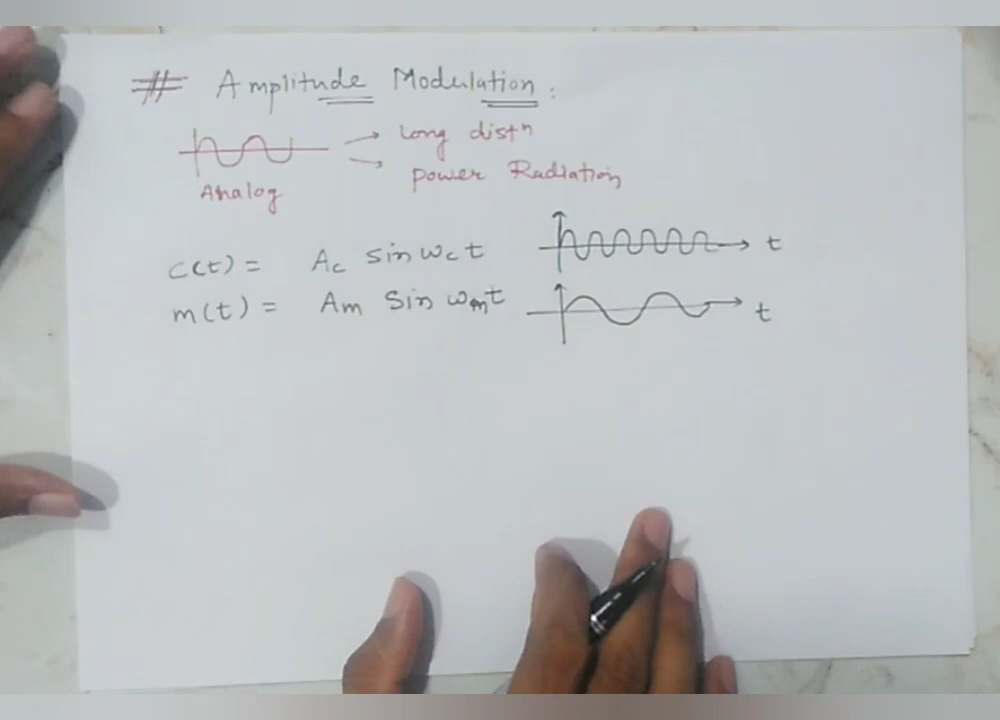 # Amplitude Modulation :
Long distn
Analog
power Radiation
c(t) = Ac sin ωct
t
m(t) = Am sin ωmt
t